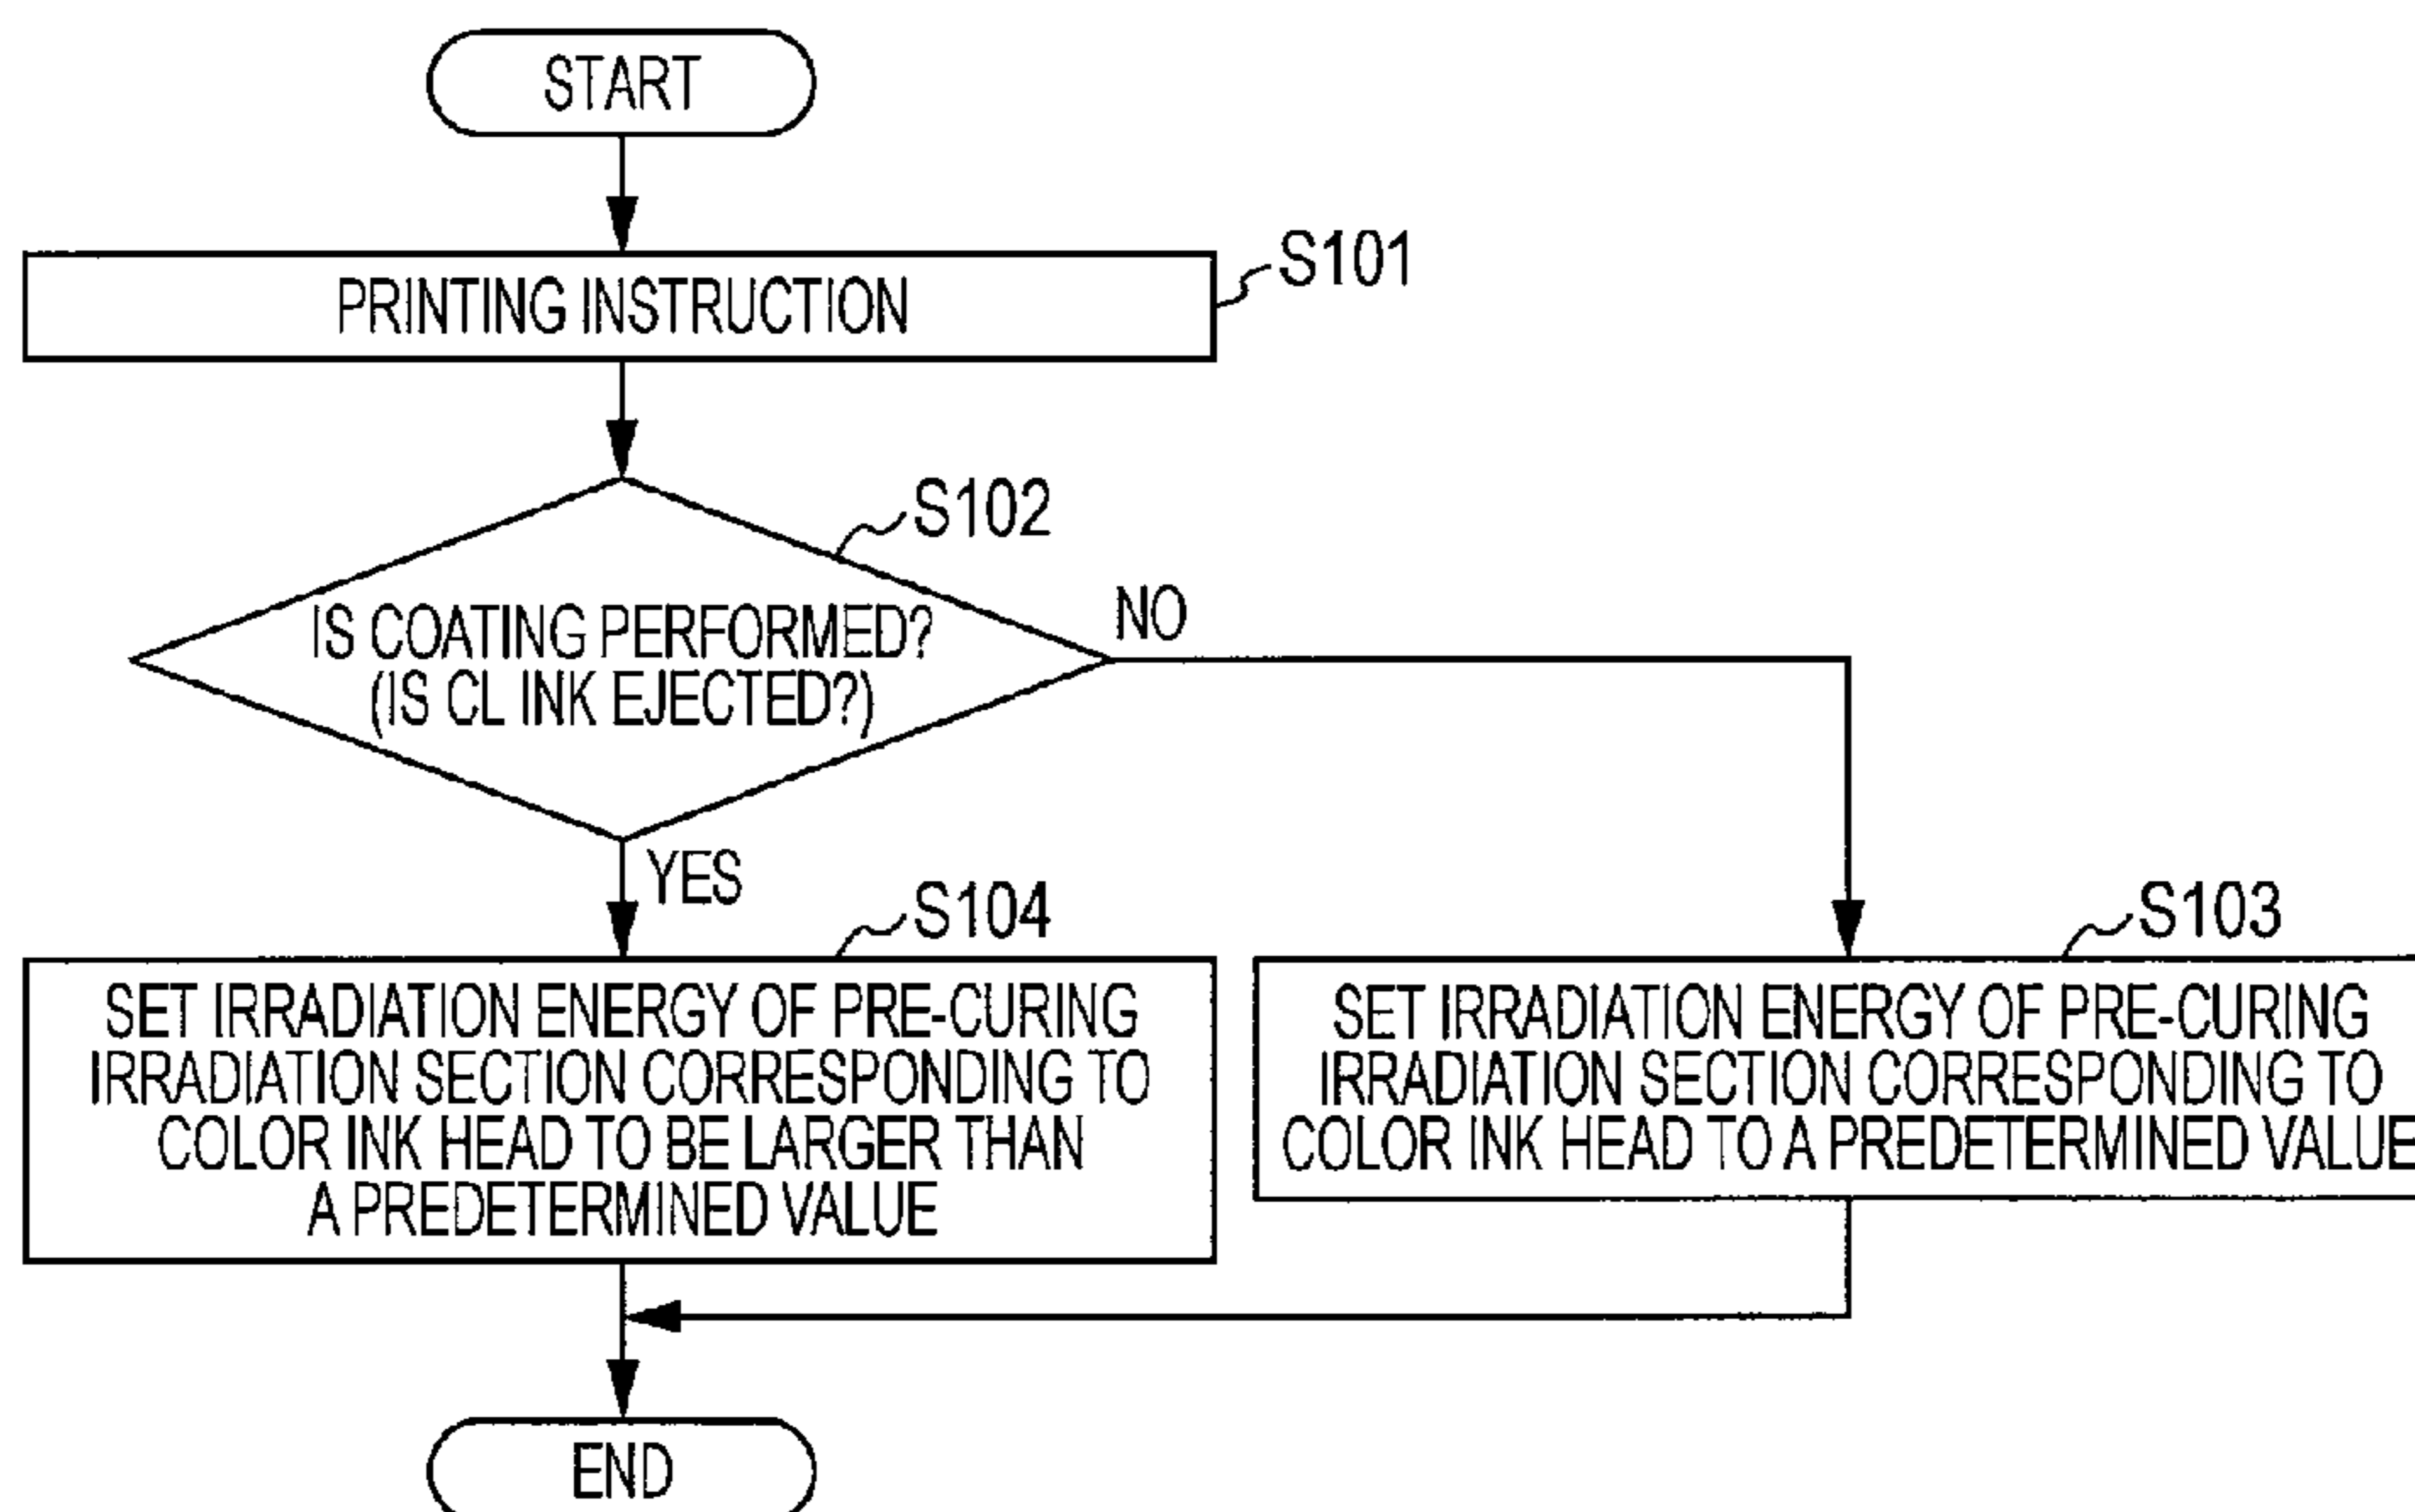 START
PRINTING INSTRUCTION
S101
S102
IS COATING PERFORMED?
(IS CL INK EJECTED?)
NO
YES
S104
SET IRRADIATION ENERGY OF PRE-CURING
IRRADIATION SECTION CORRESPONDING TO
COLOR INK HEAD TO BE LARGER THAN
A PREDETERMINED VALUE
S103
SET IRRADIATION ENERGY OF PRE-CURING
IRRADIATION SECTION CORRESPONDING TO
COLOR INK HEAD TO A PREDETERMINED VALUE
END